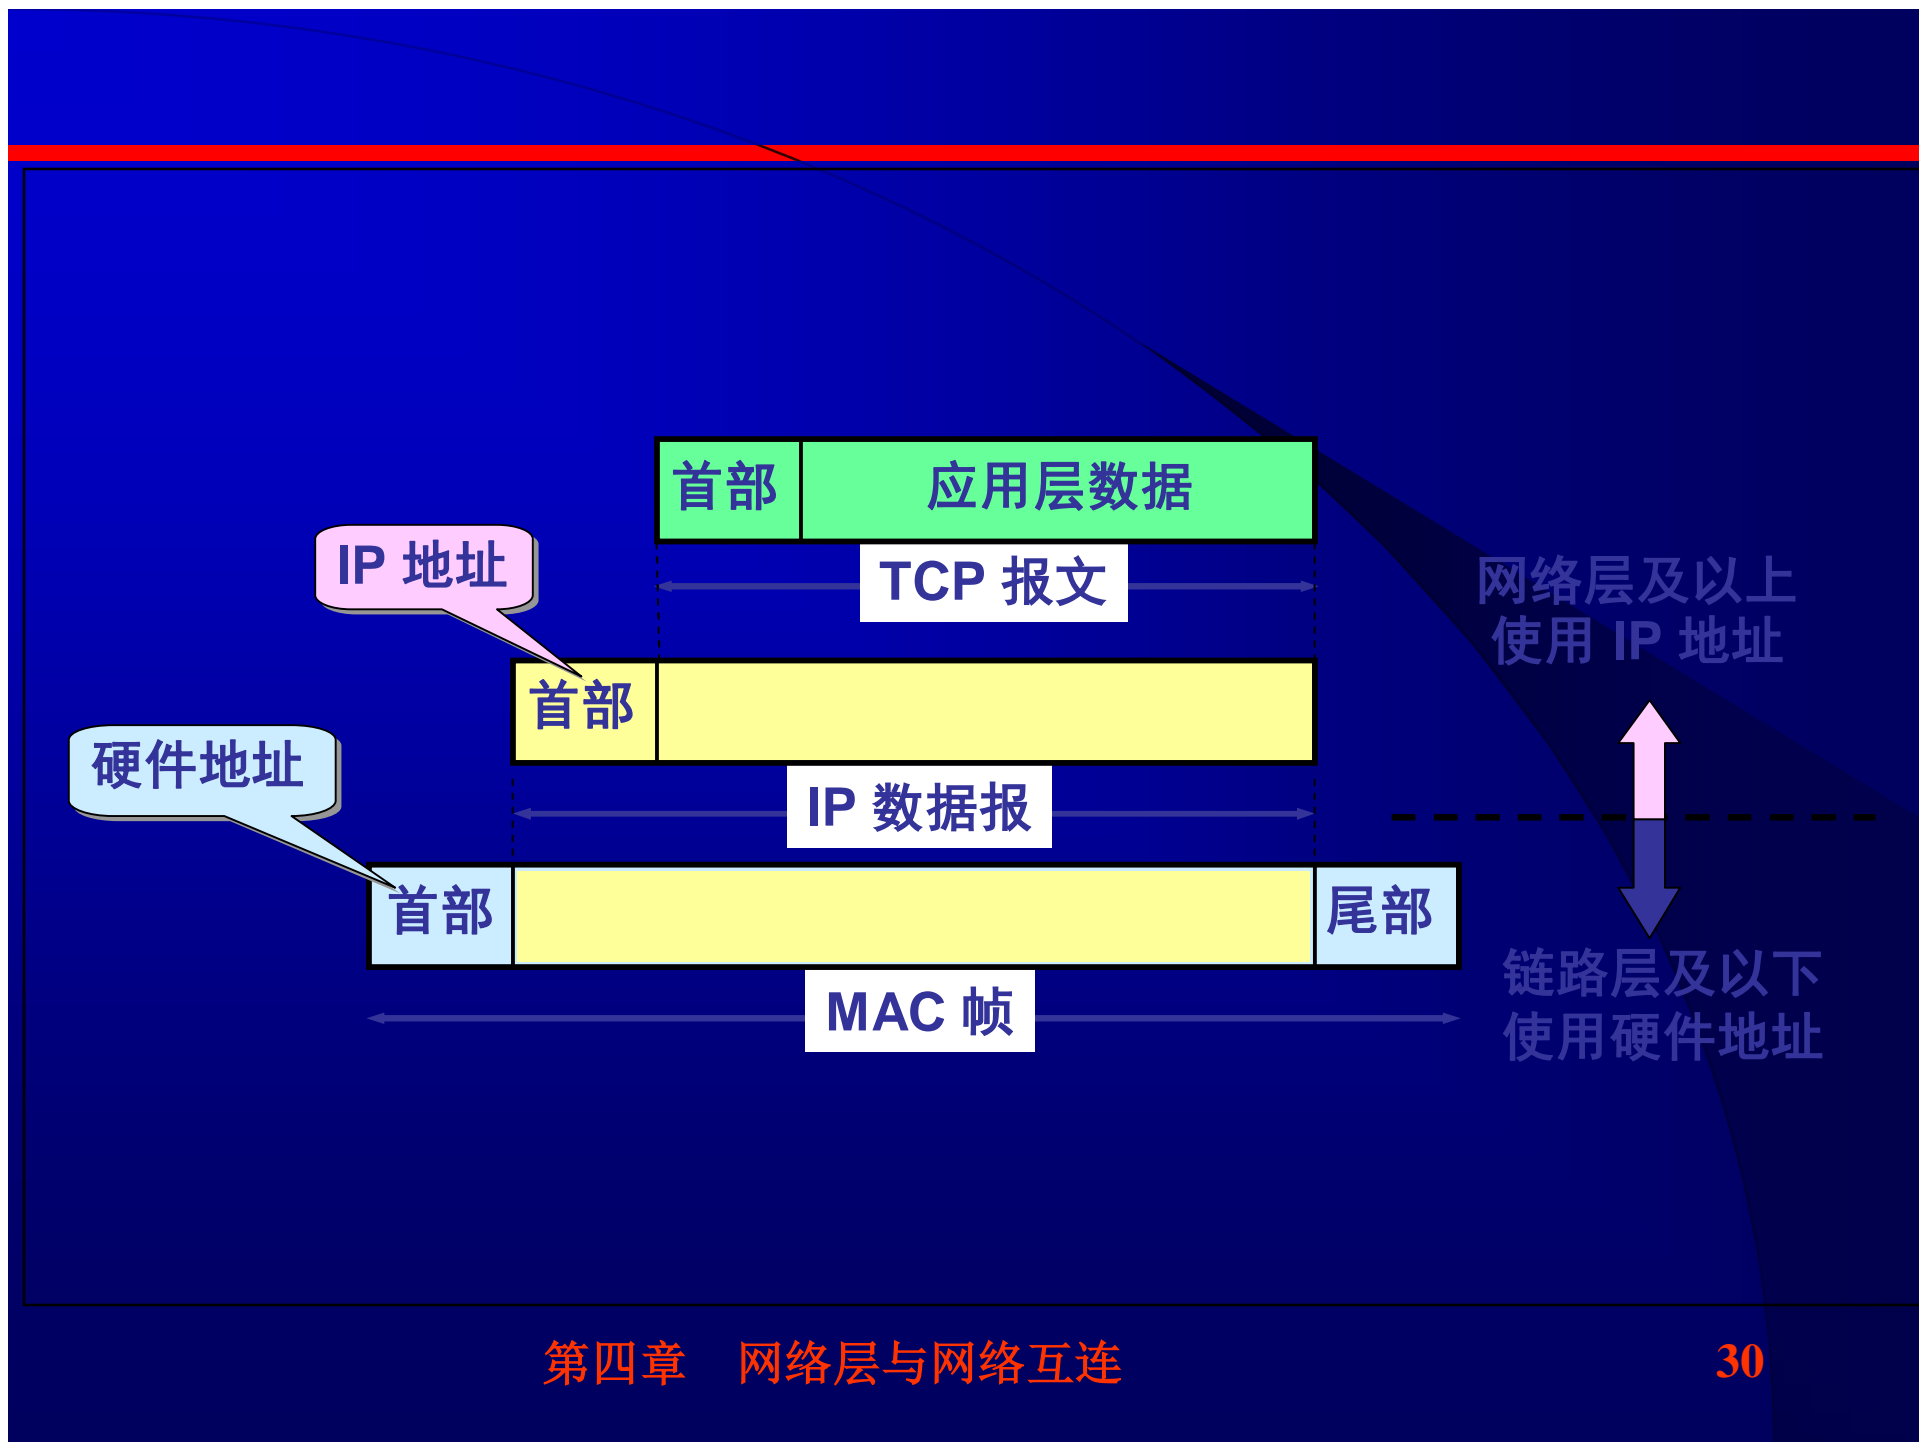 首部
应用层数据
IP 地址
TCP 报文
网络层及以上
使用 IP 地址
首部
硬件地址
IP 数据报
首部
尾部
链路层及以下
使用硬件地址
MAC 帧
第四章 网络层与网络互连
30